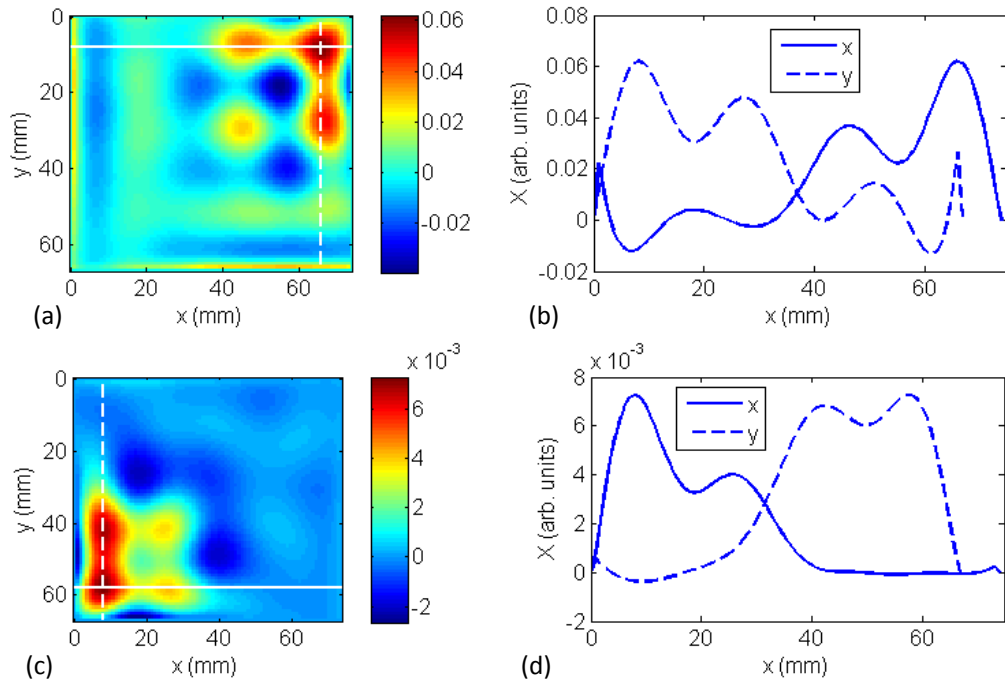 0
20
40
60
y (mm)
0 20 40 60
x (mm)
0.06
0.04
0.02
0
-0.02
(a)
0.08
0.06
0.04
0.02
0
-0.02
X (arb. units)
x
y
0 20 40 60
x (mm)
(b)
0
20
40
60
y (mm)
0 20 40 60
x (mm)
x 10-3
6
4
2
0
-2
(c)
x 10-3
8
6
4
2
0
-2
X (arb. units)
x
y
0 20 40 60
x (mm)
(d)